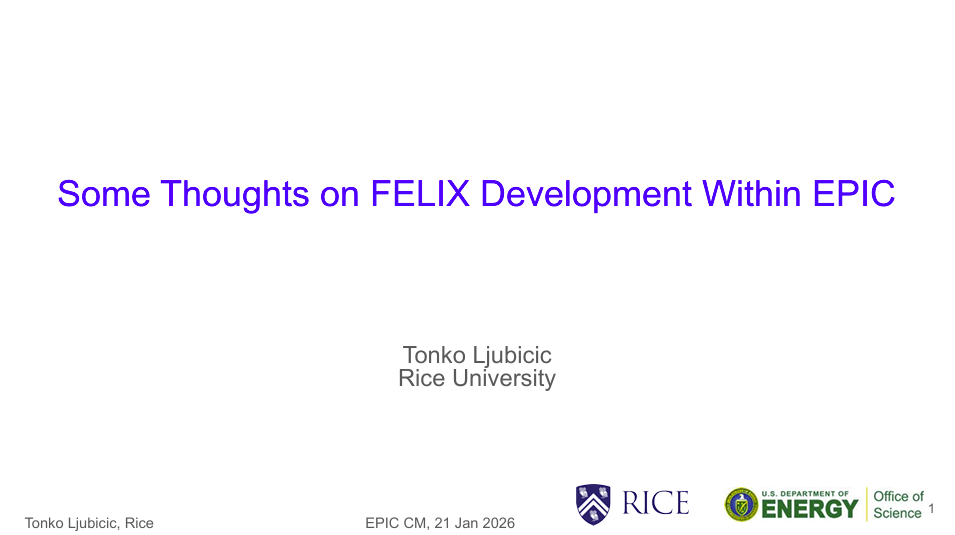 Some Thoughts on FELIX Development Within EPIC
Tonko Ljubicic
Rice University
Tonko Ljubicic, Rice
EPIC CM, 21 Jan 2026
RICE
U.S. DEPARTMENT OF
ENERGY
Office of
Science
1